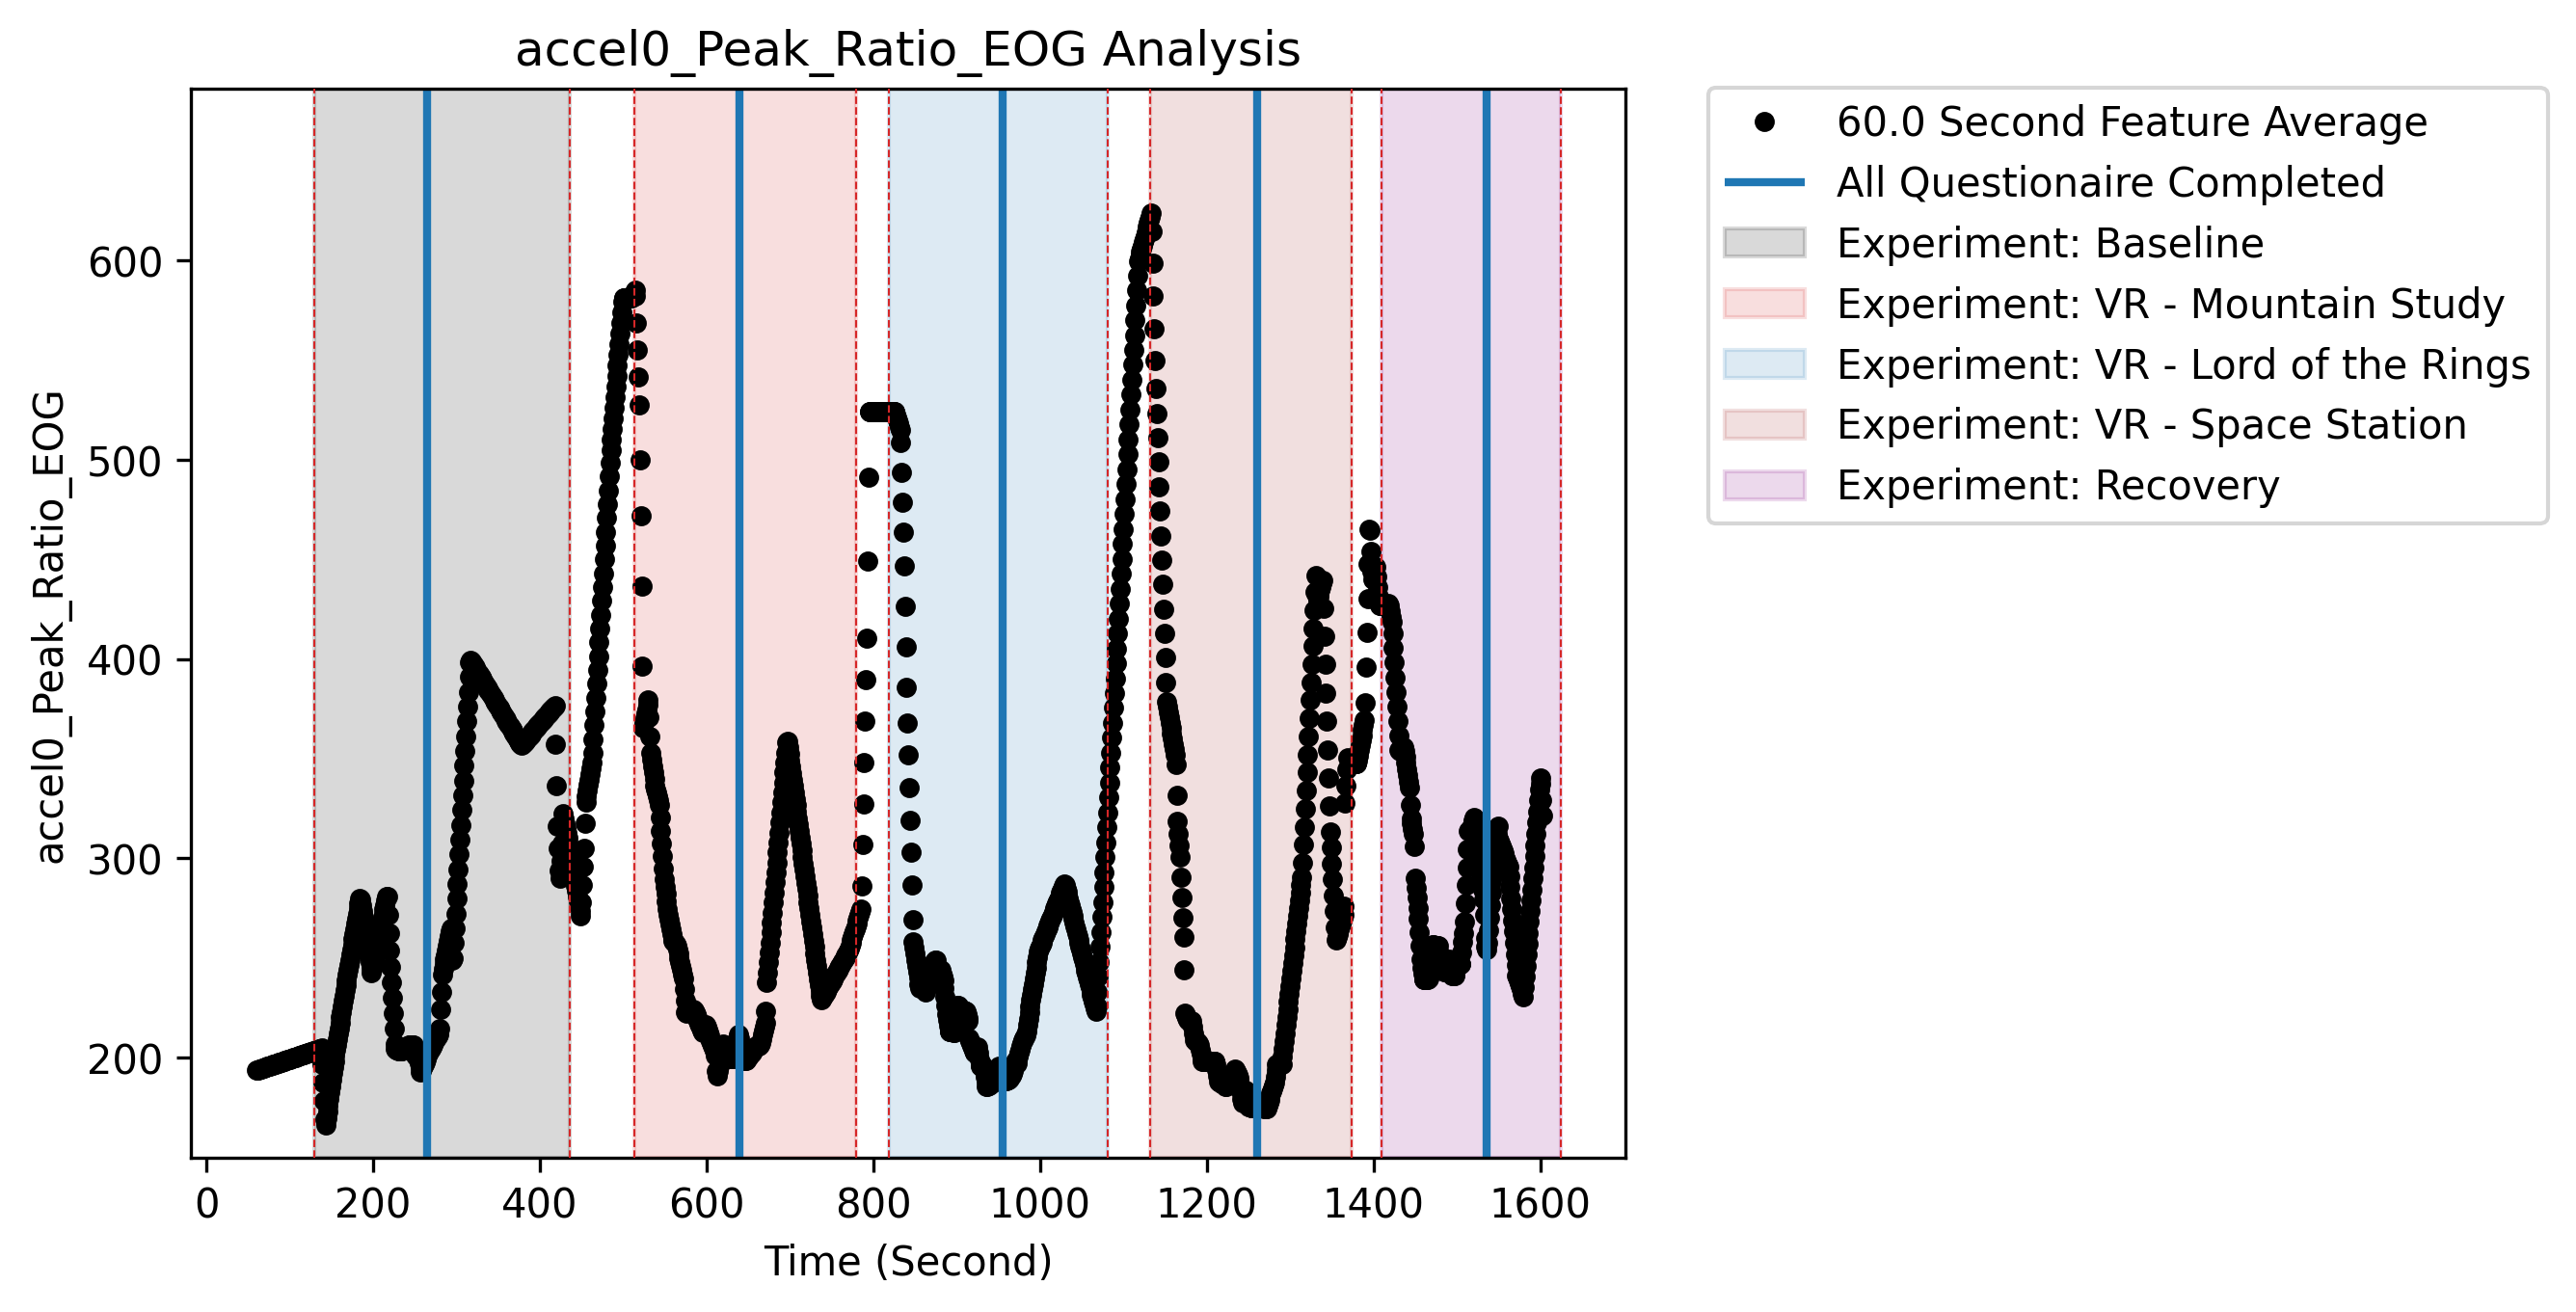 accel0_Peak_Ratio_EOG Analysis
accel0_Peak_Ratio_EOG
600
500
400
300
200
0 200 400 600 800 1000 1200 1400 1600
Time (Second)
60.0 Second Feature Average
All Questionaire Completed
Experiment: Baseline
Experiment: VR - Mountain Study
Experiment: VR - Lord of the Rings
Experiment: VR - Space Station
Experiment: Recovery